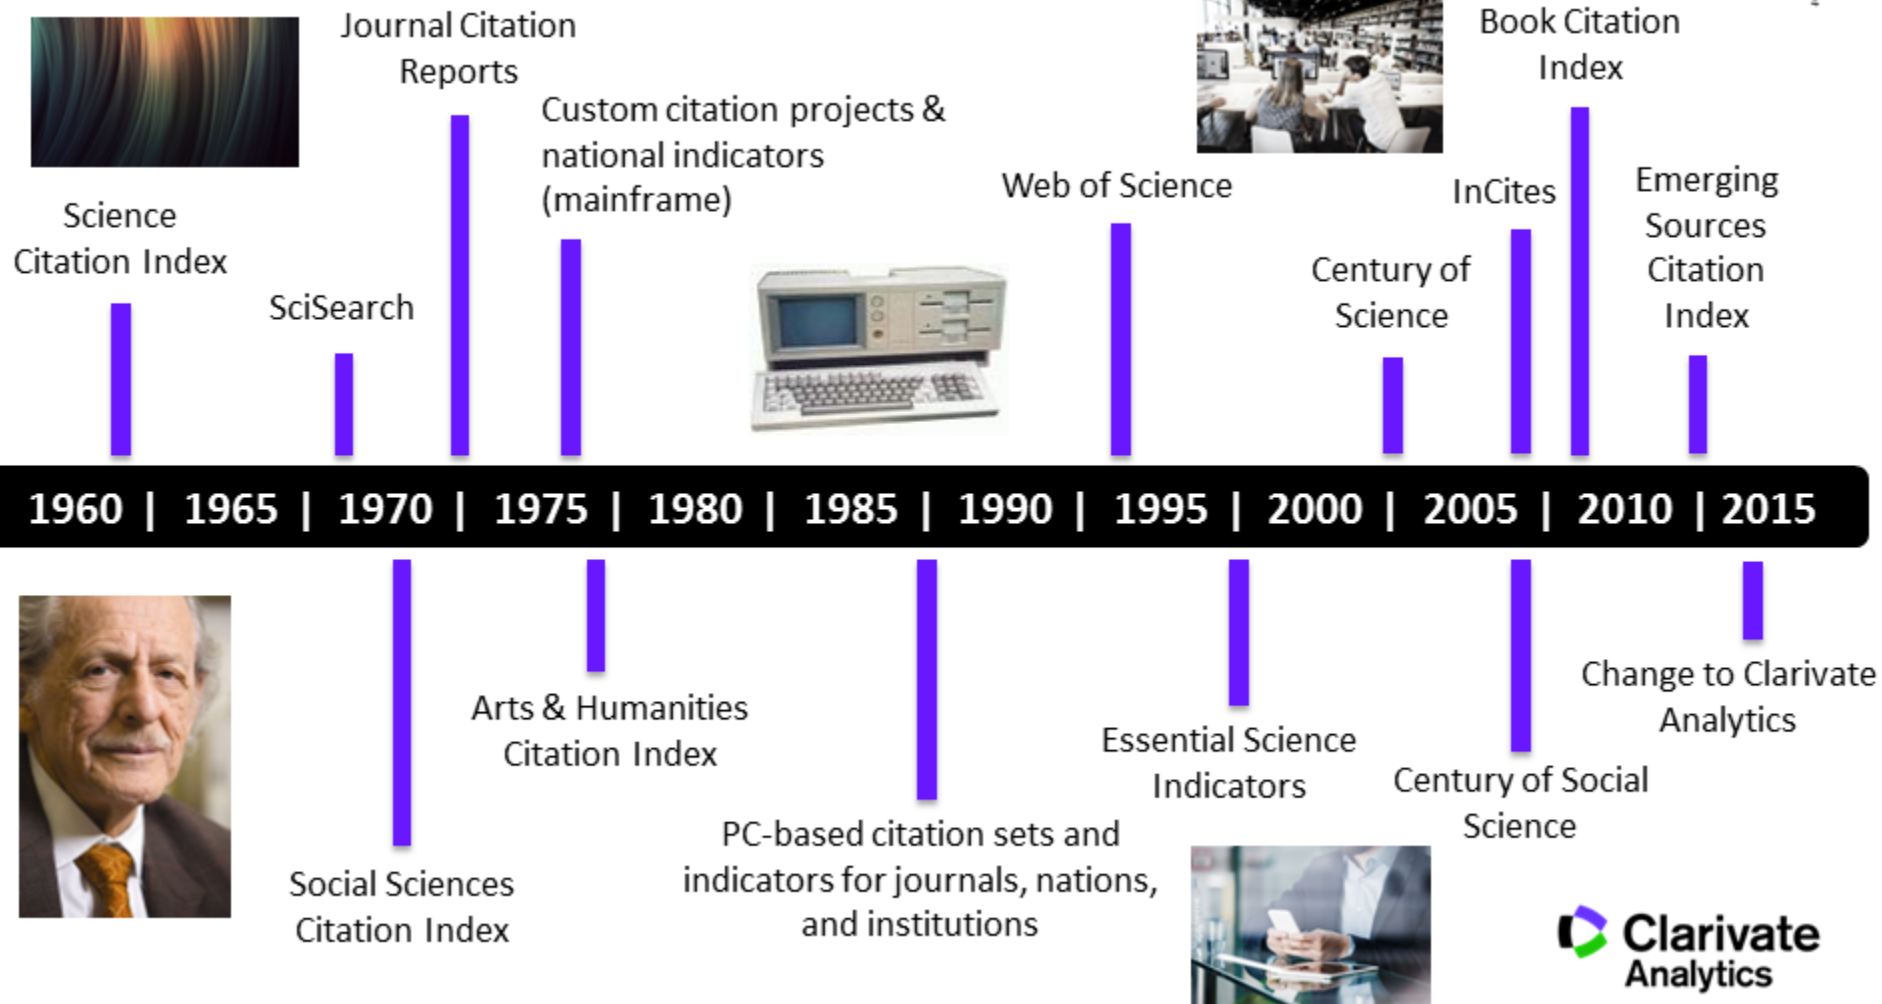 Journal Citation
Reports
Book Citation
Index
Custom citation projects &
national indicators
(mainframe)
Web of Science
InCites
Emerging
Sources
Citation
Index
Science
Citation Index
SciSearch
Century of
Science
1960 | 1965 | 1970 | 1975 | 1980 | 1985 | 1990 | 1995 | 2000 | 2005 | 2010 | 2015
Change to Clarivate
Analytics
Arts & Humanities
Citation Index
Essential Science
Indicators
Century of Social
Science
PC-based citation sets and
indicators for journals, nations,
and institutions
Social Sciences
Citation Index
Clarivate
Analytics